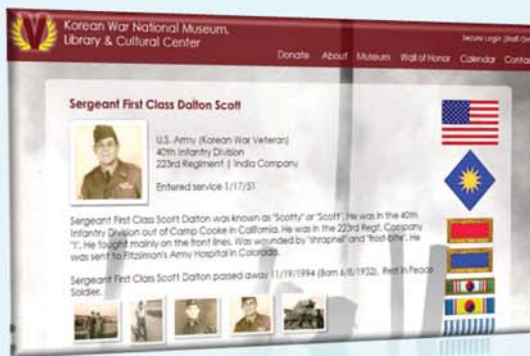 Korean War National Museum,
Library & Cultural Center
Donate About Museum Wall of Honor Calendar
Sergeant First Class Dalton Scott
U.S. Army (Korean War Veteran)
40th Infantry Division
223rd Regiment | India Company
Entered service 1/17/51
Sergeant First Class Scott Dalton was known as "Scotty" or "Scott". He was in the 40th
Infantry Division out of Camp Cooke in California. He was in the 223rd Regt, Company
"I". He fought mainly on the front lines. Was wounded by "shrapnel" and "frost-bite". He
was sent to Fitzsimon's Army Hospital in Colorado.
Sergeant First Class Scott Dalton passed away 11/19/1994 (Born 6/8/1932). Rest in Peace
Soldier.